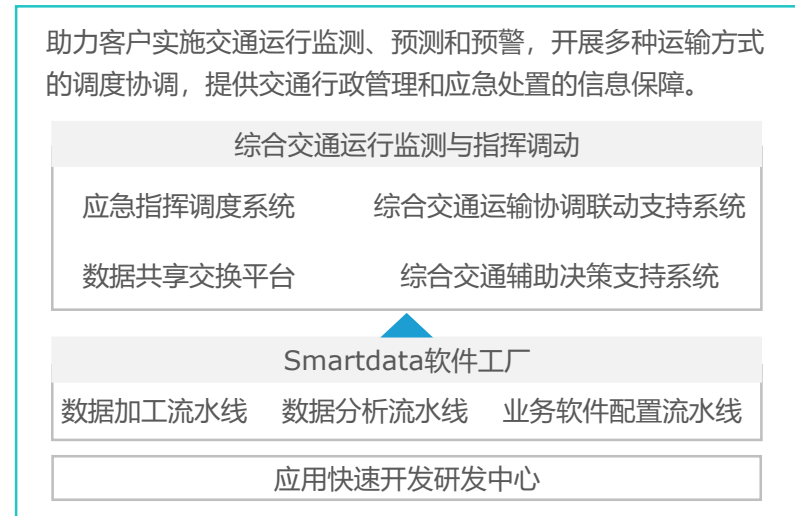 助力客户实施交通运行监测、预测和预警，开展多种运输方式
的调度协调，提供交通行政管理和应急处置的信息保障。
综合交通运行监测与指挥调动
应急指挥调度系统 综合交通运输协调联动支持系统
数据共享交换平台 综合交通辅助决策支持系统
Smartdata软件工厂
数据加工流水线 数据分析流水线 业务软件配置流水线
应用快速开发研发中心